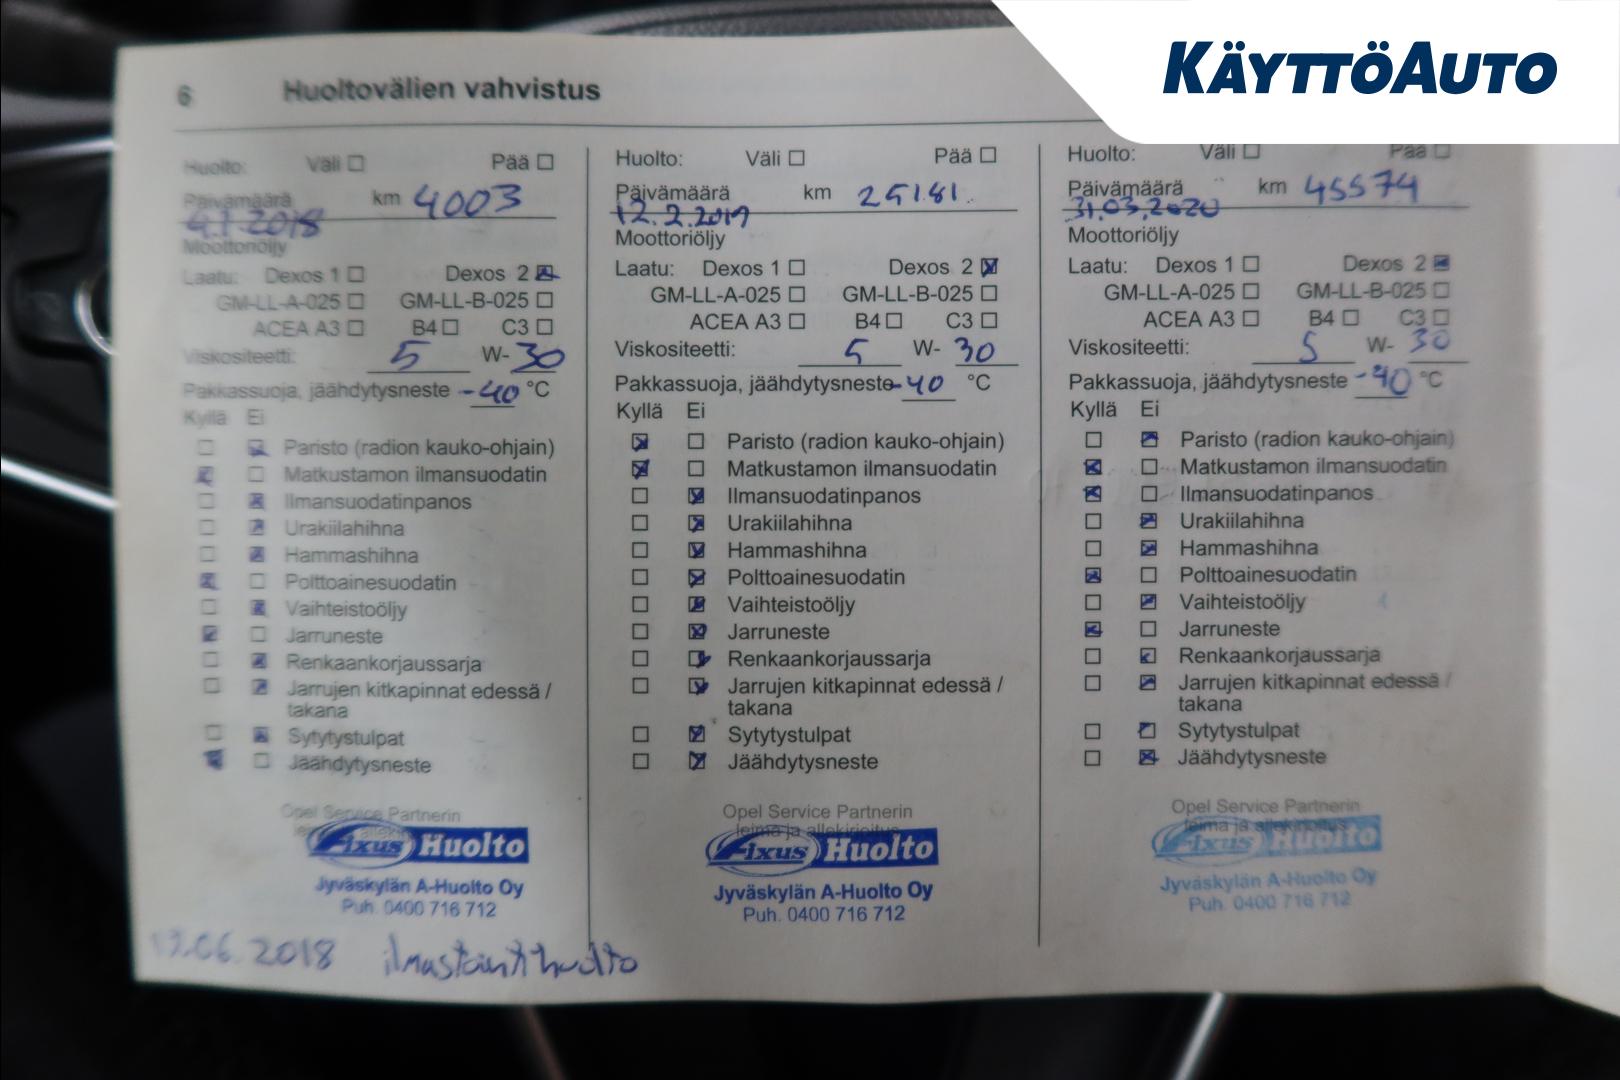 KÄYTTÖAUTO
6 Huoltovälien vahvistus
Huolto: Väli Pää
Päivämäärä km 4003
4.1.2018
Moottoriöljy
Laatu: Dexos 1 Dexos 2
GM-LL-A-025 GM-LL-B-025
ACEA A3 B4 C3
Viskositeetti: 5 W-30
Pakkassuoja, jäähdytysneste -40 °C
Kyllä Ei
Paristo (radion kauko-ohjain)
Matkustamon ilmansuodatin
Ilmansuodatinpanos
Urakiilahihna
Hammashihna
Polttoainesuodatin
Vaihteistoöljy
Jarruneste
Renkaankorjaussarja
Jarrujen kitkapinnat edessä /
takana
Sytytystulpat
Jäähdytysneste
Opel Service Partnerin
Fixus Huolto
Jyväskylän A-Huolto Oy
Puh. 0400 716 712
06.2018 ilmastointihuolto
Huolto: Väli Pää
Päivämäärä km 25181
12.2.2019
Moottoriöljy
Laatu: Dexos 1 Dexos 2
GM-LL-A-025 GM-LL-B-025
ACEA A3 B4 C3
Viskositeetti: 5 W- 30
Pakkassuoja, jäähdytysneste -40 °C
Kyllä Ei
Paristo (radion kauko-ohjain)
Matkustamon ilmansuodatin
Ilmansuodatinpanos
Urakiilahihna
Hammashihna
Polttoainesuodatin
Vaihteistoöljy
Jarruneste
Renkaankorjaussarja
Jarrujen kitkapinnat edessä /
takana
Sytytystulpat
Jäähdytysneste
Opel Service Partnerin
leima ja allekirjoitus
Fixus Huolto
Jyväskylän A-Huolto Oy
Puh. 0400 716 712
Huolto: Väli Pää
Päivämäärä km 45574
31.03.2020
Moottoriöljy
Laatu: Dexos 1 Dexos 2
GM-LL-A-025 GM-LL-B-025
ACEA A3 B4 C3
Viskositeetti: 5 W- 30
Pakkassuoja, jäähdytysneste -40 °C
Kyllä Ei
Paristo (radion kauko-ohjain)
Matkustamon ilmansuodatin
Ilmansuodatinpanos
Urakiilahihna
Hammashihna
Polttoainesuodatin
Vaihteistoöljy
Jarruneste
Renkaankorjaussarja
Jarrujen kitkapinnat edessä /
takana
Sytytystulpat
Jäähdytysneste
Opel Service Partnerin
leima ja allekirjoitus
Fixus Huolto
Jyväskylän A-Huolto Oy
Puh. 0400 716 712